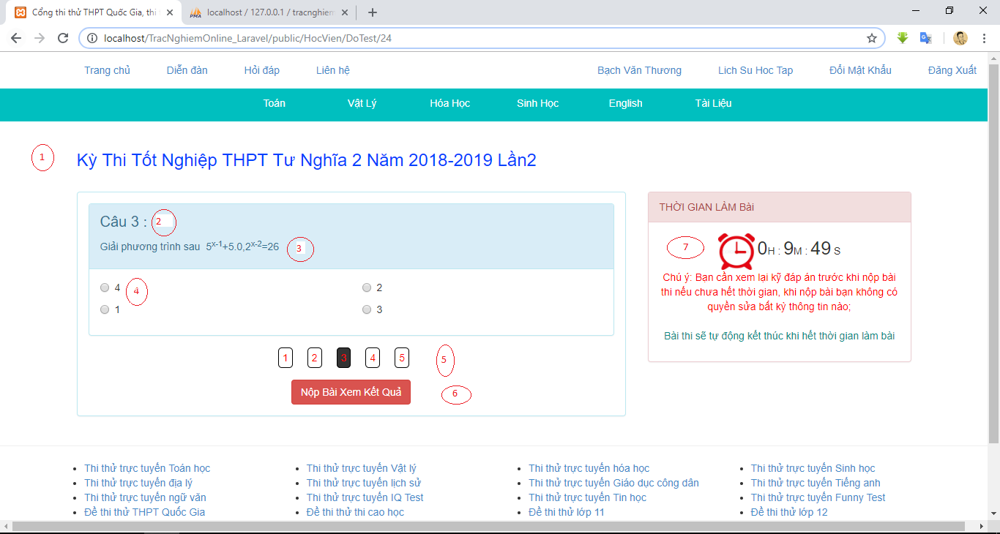 Cổng thi thử THPT Quốc Gia, thi t
localhost / 127.0.0.1 / tracnghiem
localhost/TracNghiemOnline_Laravel/public/HocVien/DoTest/24
Trang chủ Diễn đàn Hỏi đáp Liên hệ Bạch Văn Thương Lich Su Hoc Tap Đổi Mật Khẩu Đăng Xuất
Toán Vật Lý Hóa Học Sinh Học English Tài Liệu
1 Kỳ Thi Tốt Nghiệp THPT Tư Nghĩa 2 Năm 2018-2019 Lần2
Câu 3 : 2
Giải phương trình sau 5^x-1+5.0,2^x-2=26 3
4 4 2
1 3
1 2 3 4 5 5
Nộp Bài Xem Kết Quả 6
THỜI GIAN LÀM Bài
7 0H : 9M : 49 S
Chú ý: Bạn cần xem lại kỹ đáp án trước khi nộp bài
thi nếu chưa hết thời gian, khi nộp bài bạn không có
quyền sửa bất kỳ thông tin nào;
Bài thi sẽ tự động kết thúc khi hết thời gian làm bài
Thi thử trực tuyến Toán học Thi thử trực tuyến Vật lý Thi thử trực tuyến hóa học Thi thử trực tuyến Sinh học
Thi thử trực tuyến địa lý Thi thử trực tuyến lịch sử Thi thử trực tuyến Giáo dục công dân Thi thử trực tuyến Tiếng anh
Thi thử trực tuyến ngữ văn Thi thử trực tuyến IQ Test Thi thử trực tuyến Tin học Thi thử trực tuyến Funny Test
Đề thi thử THPT Quốc Gia Đề thi thử thi cao học Đề thi thử lớp 11 Đề thi thử lớp 12